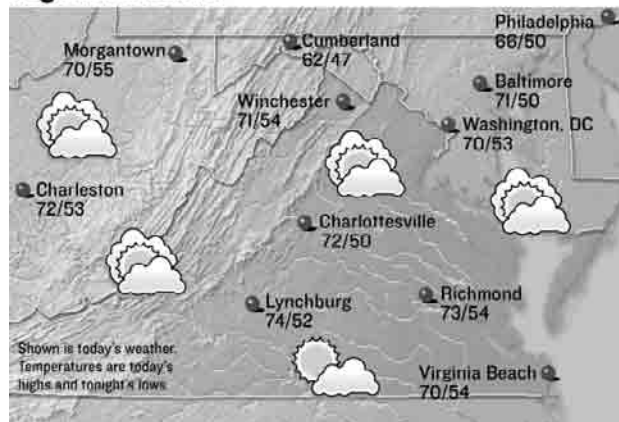 Philadelphia
66/50
Cumberland
62/47
Morgantown
70/55
Baltimore
71/50
Winchester
71/54
Washington, DC
70/53
Charleston
72/53
Charlottesville
72/50
Lynchburg
74/52
Richmond
73/54
Shown is today's weather.
Temperatures are today's
highs and tonight's lows.
Virginia Beach
70/54